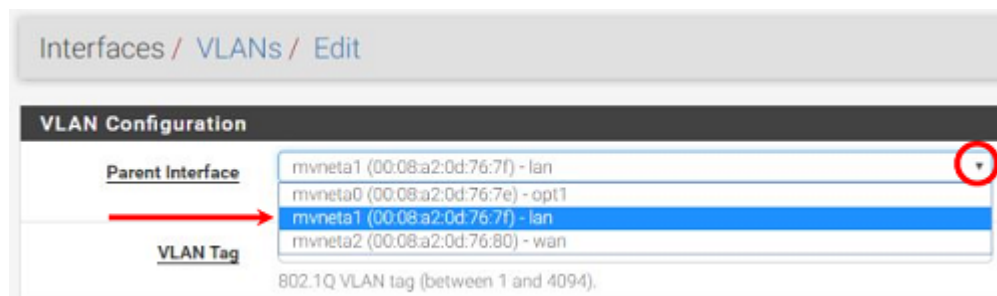 Interfaces / VLANs / Edit
VLAN Configuration
Parent Interface
mvneta1 (00:08:a2:0d:76:7f) - lan
mvneta0 (00:08:a2:0d:76:7e) - opt1
mvneta1 (00:08:a2:0d:76:7f) - lan
mvneta2 (00:08:a2:0d:76:80) - wan
VLAN Tag
802.1Q VLAN tag (between 1 and 4094).